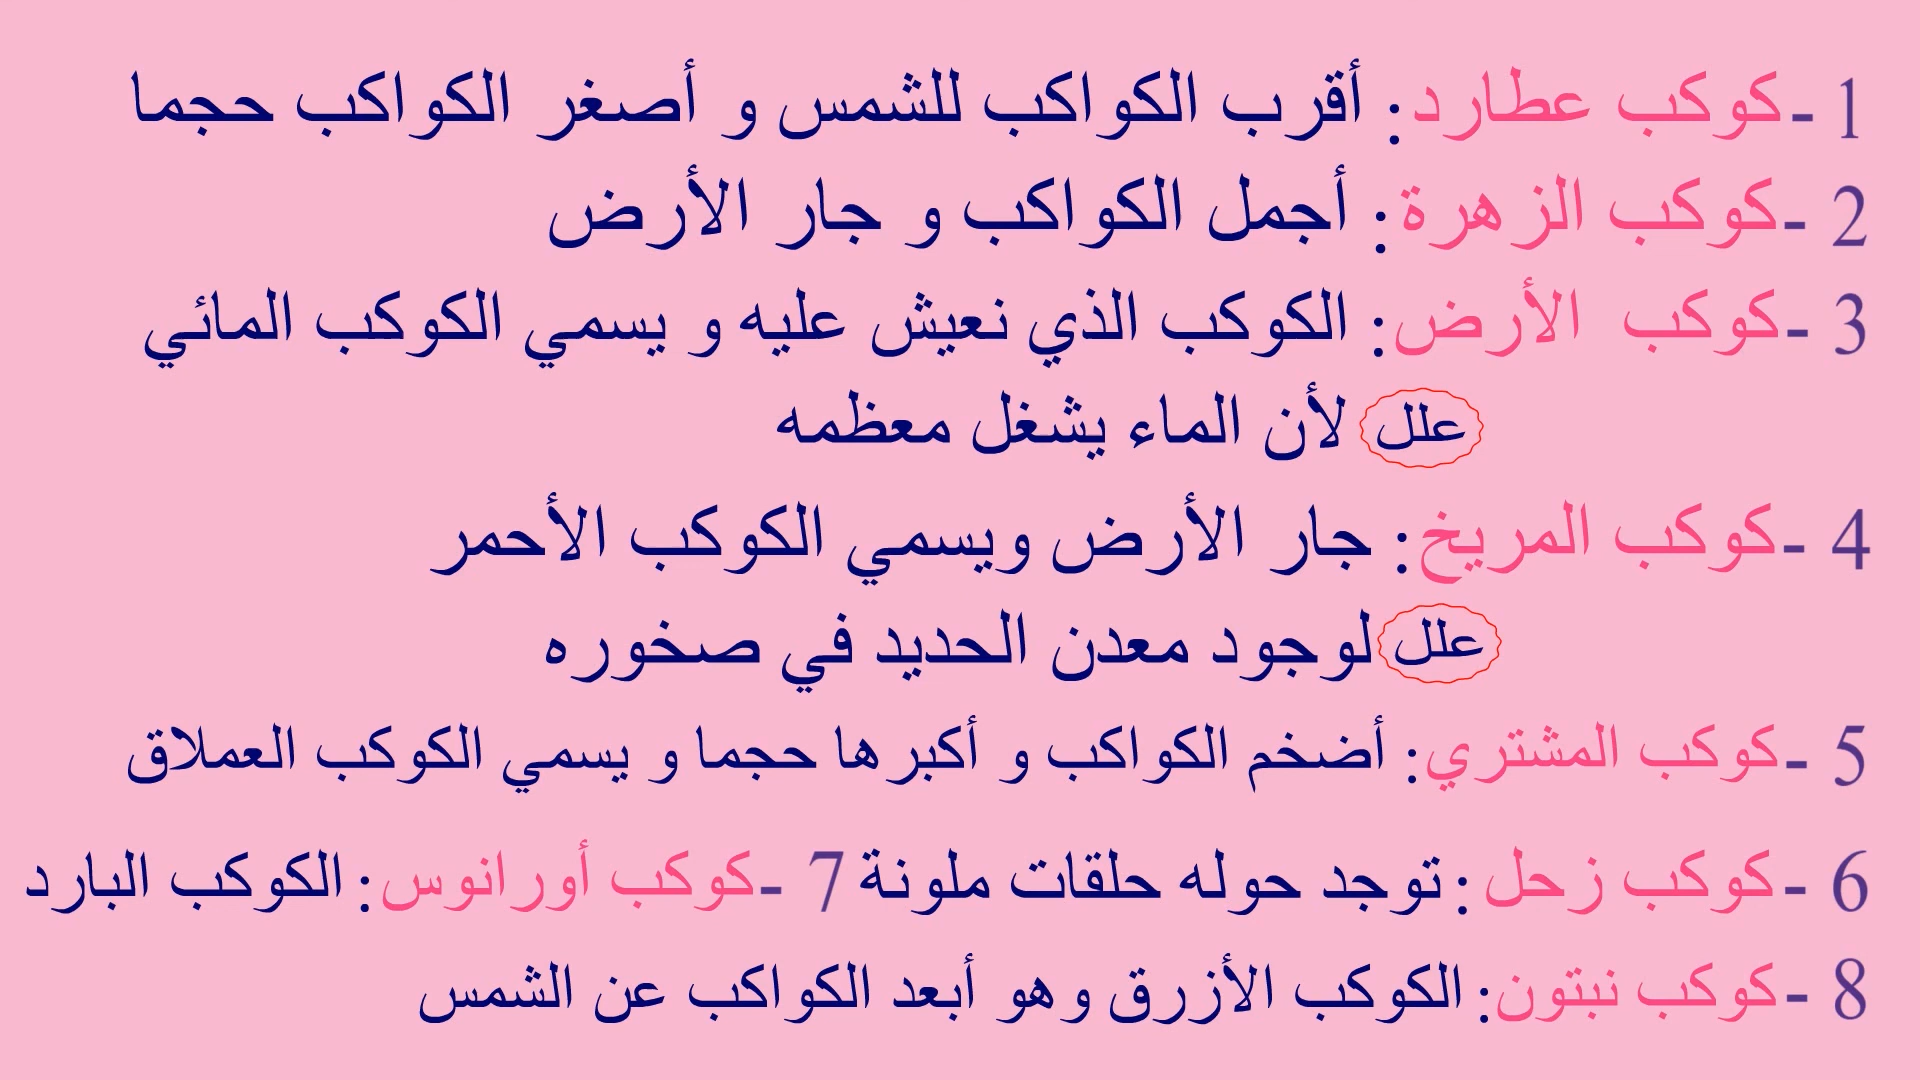 1 -كوكب عطارد: أقرب الكواكب للشمس و أصغر الكواكب حجما
2 -كوكب الزهرة: أجمل الكواكب و جار الأرض
3 -كوكب الأرض: الكوكب الذي نعيش عليه و يسمي الكوكب المائي
علل لأن الماء يشغل معظمه
4 -كوكب المريخ: جار الأرض ويسمي الكوكب الأحمر
علل لوجود معدن الحديد في صخوره
5 -كوكب المشتري: أضخم الكواكب و أكبرها حجما و يسمي الكوكب العملاق
6 -كوكب زحل: توجد حوله حلقات ملونة 7 -كوكب أورانوس: الكوكب البارد
8 -كوكب نبتون: الكوكب الأزرق وهو أبعد الكواكب عن الشمس